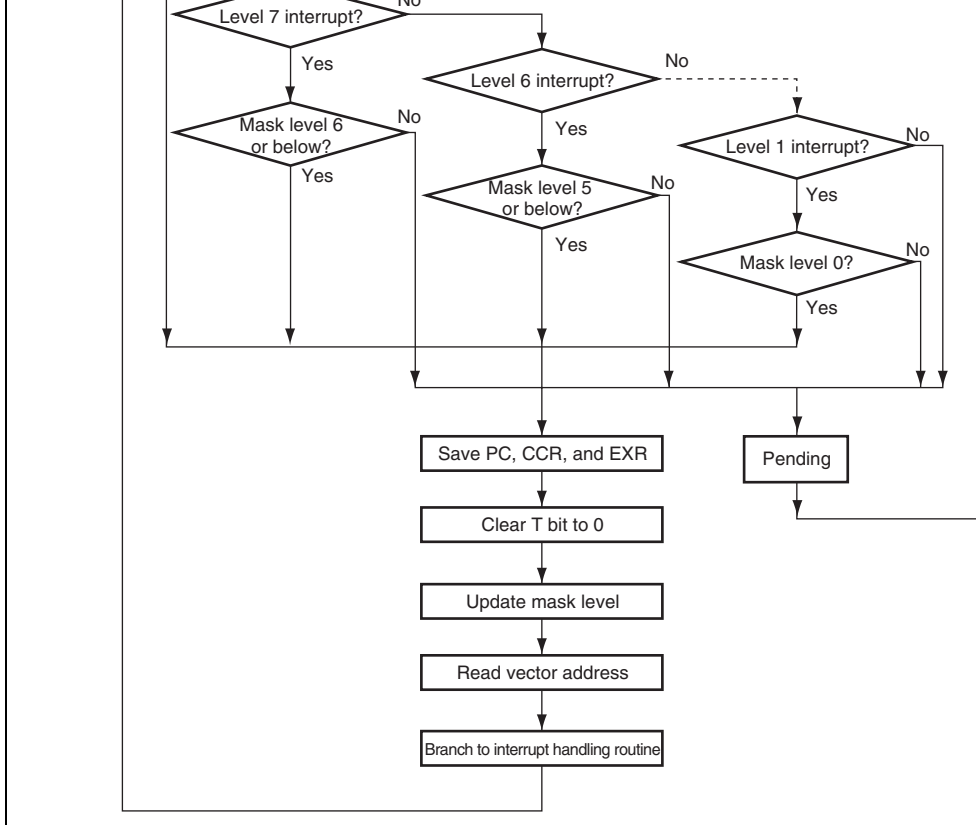 No
Level 7 interrupt?
Yes
No
Level 6 interrupt?
Mask level 6
or below?
No
Yes
Yes
Level 1 interrupt?
No
Mask level 5
or below?
No
Yes
Yes
Mask level 0?
No
Yes
Save PC, CCR, and EXR
Pending
Clear T bit to 0
Update mask level
Read vector address
Branch to interrupt handling routine